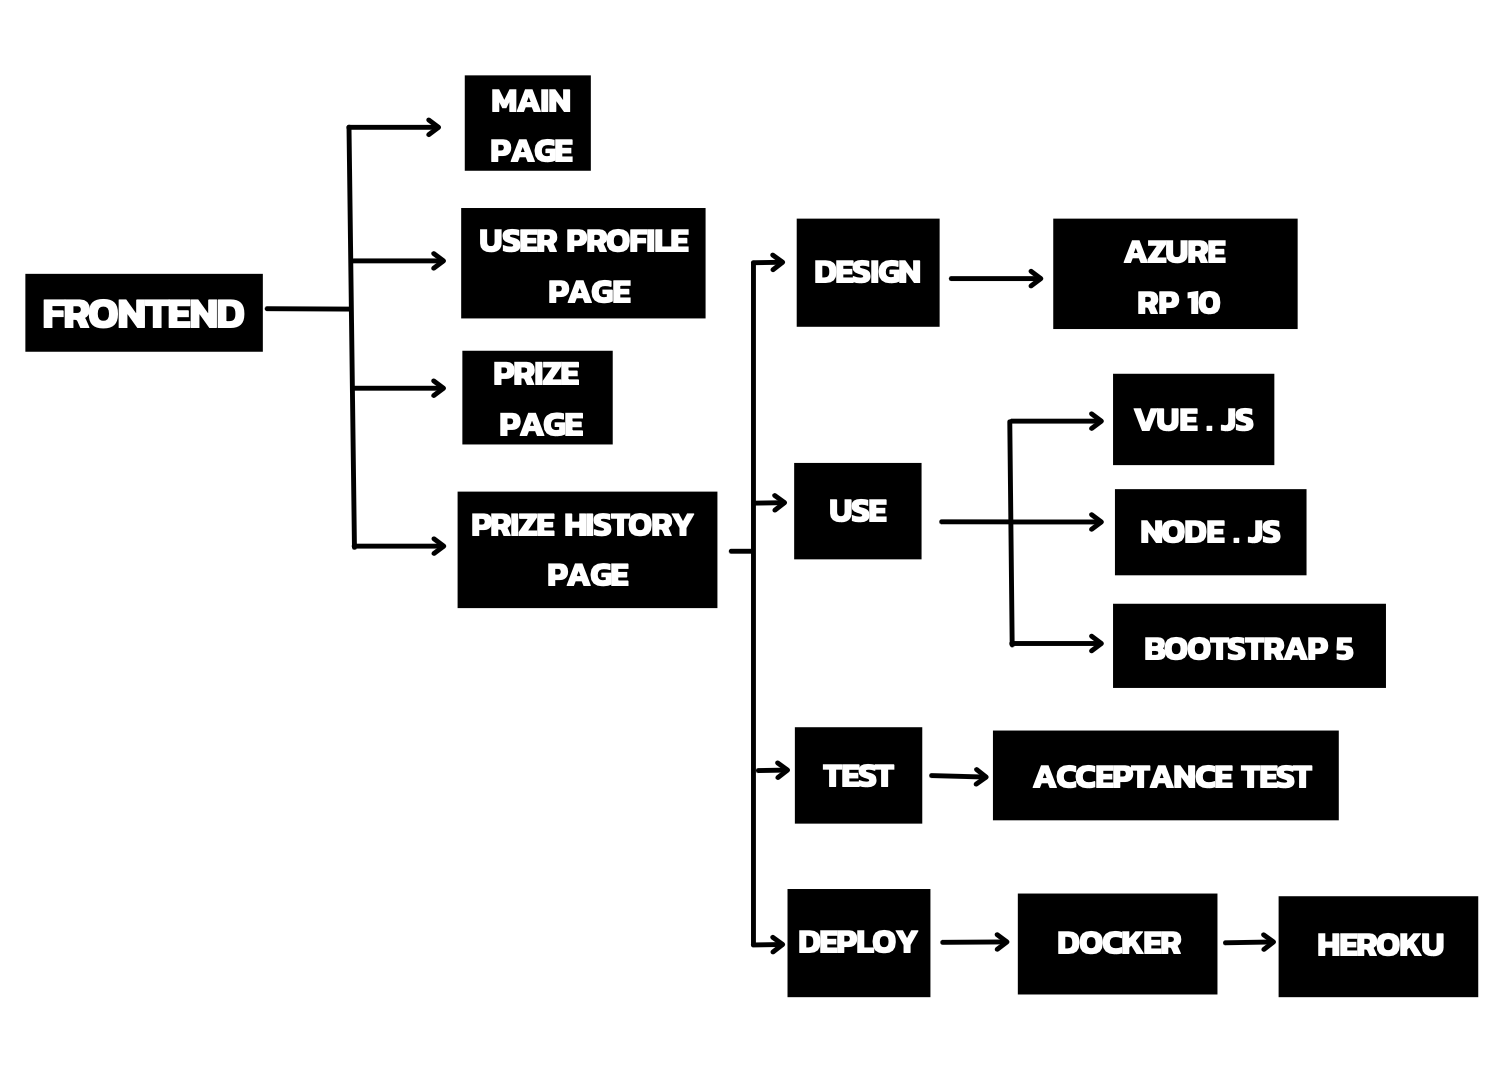 MAIN
PAGE
USER PROFILE
PAGE
FRONTEND
PRIZE
PAGE
PRIZE HISTORY
PAGE
DESIGN
AZURE
RP 10
USE
VUE . JS
NODE . JS
BOOTSTRAP 5
TEST
ACCEPTANCE TEST
DEPLOY
DOCKER
HEROKU